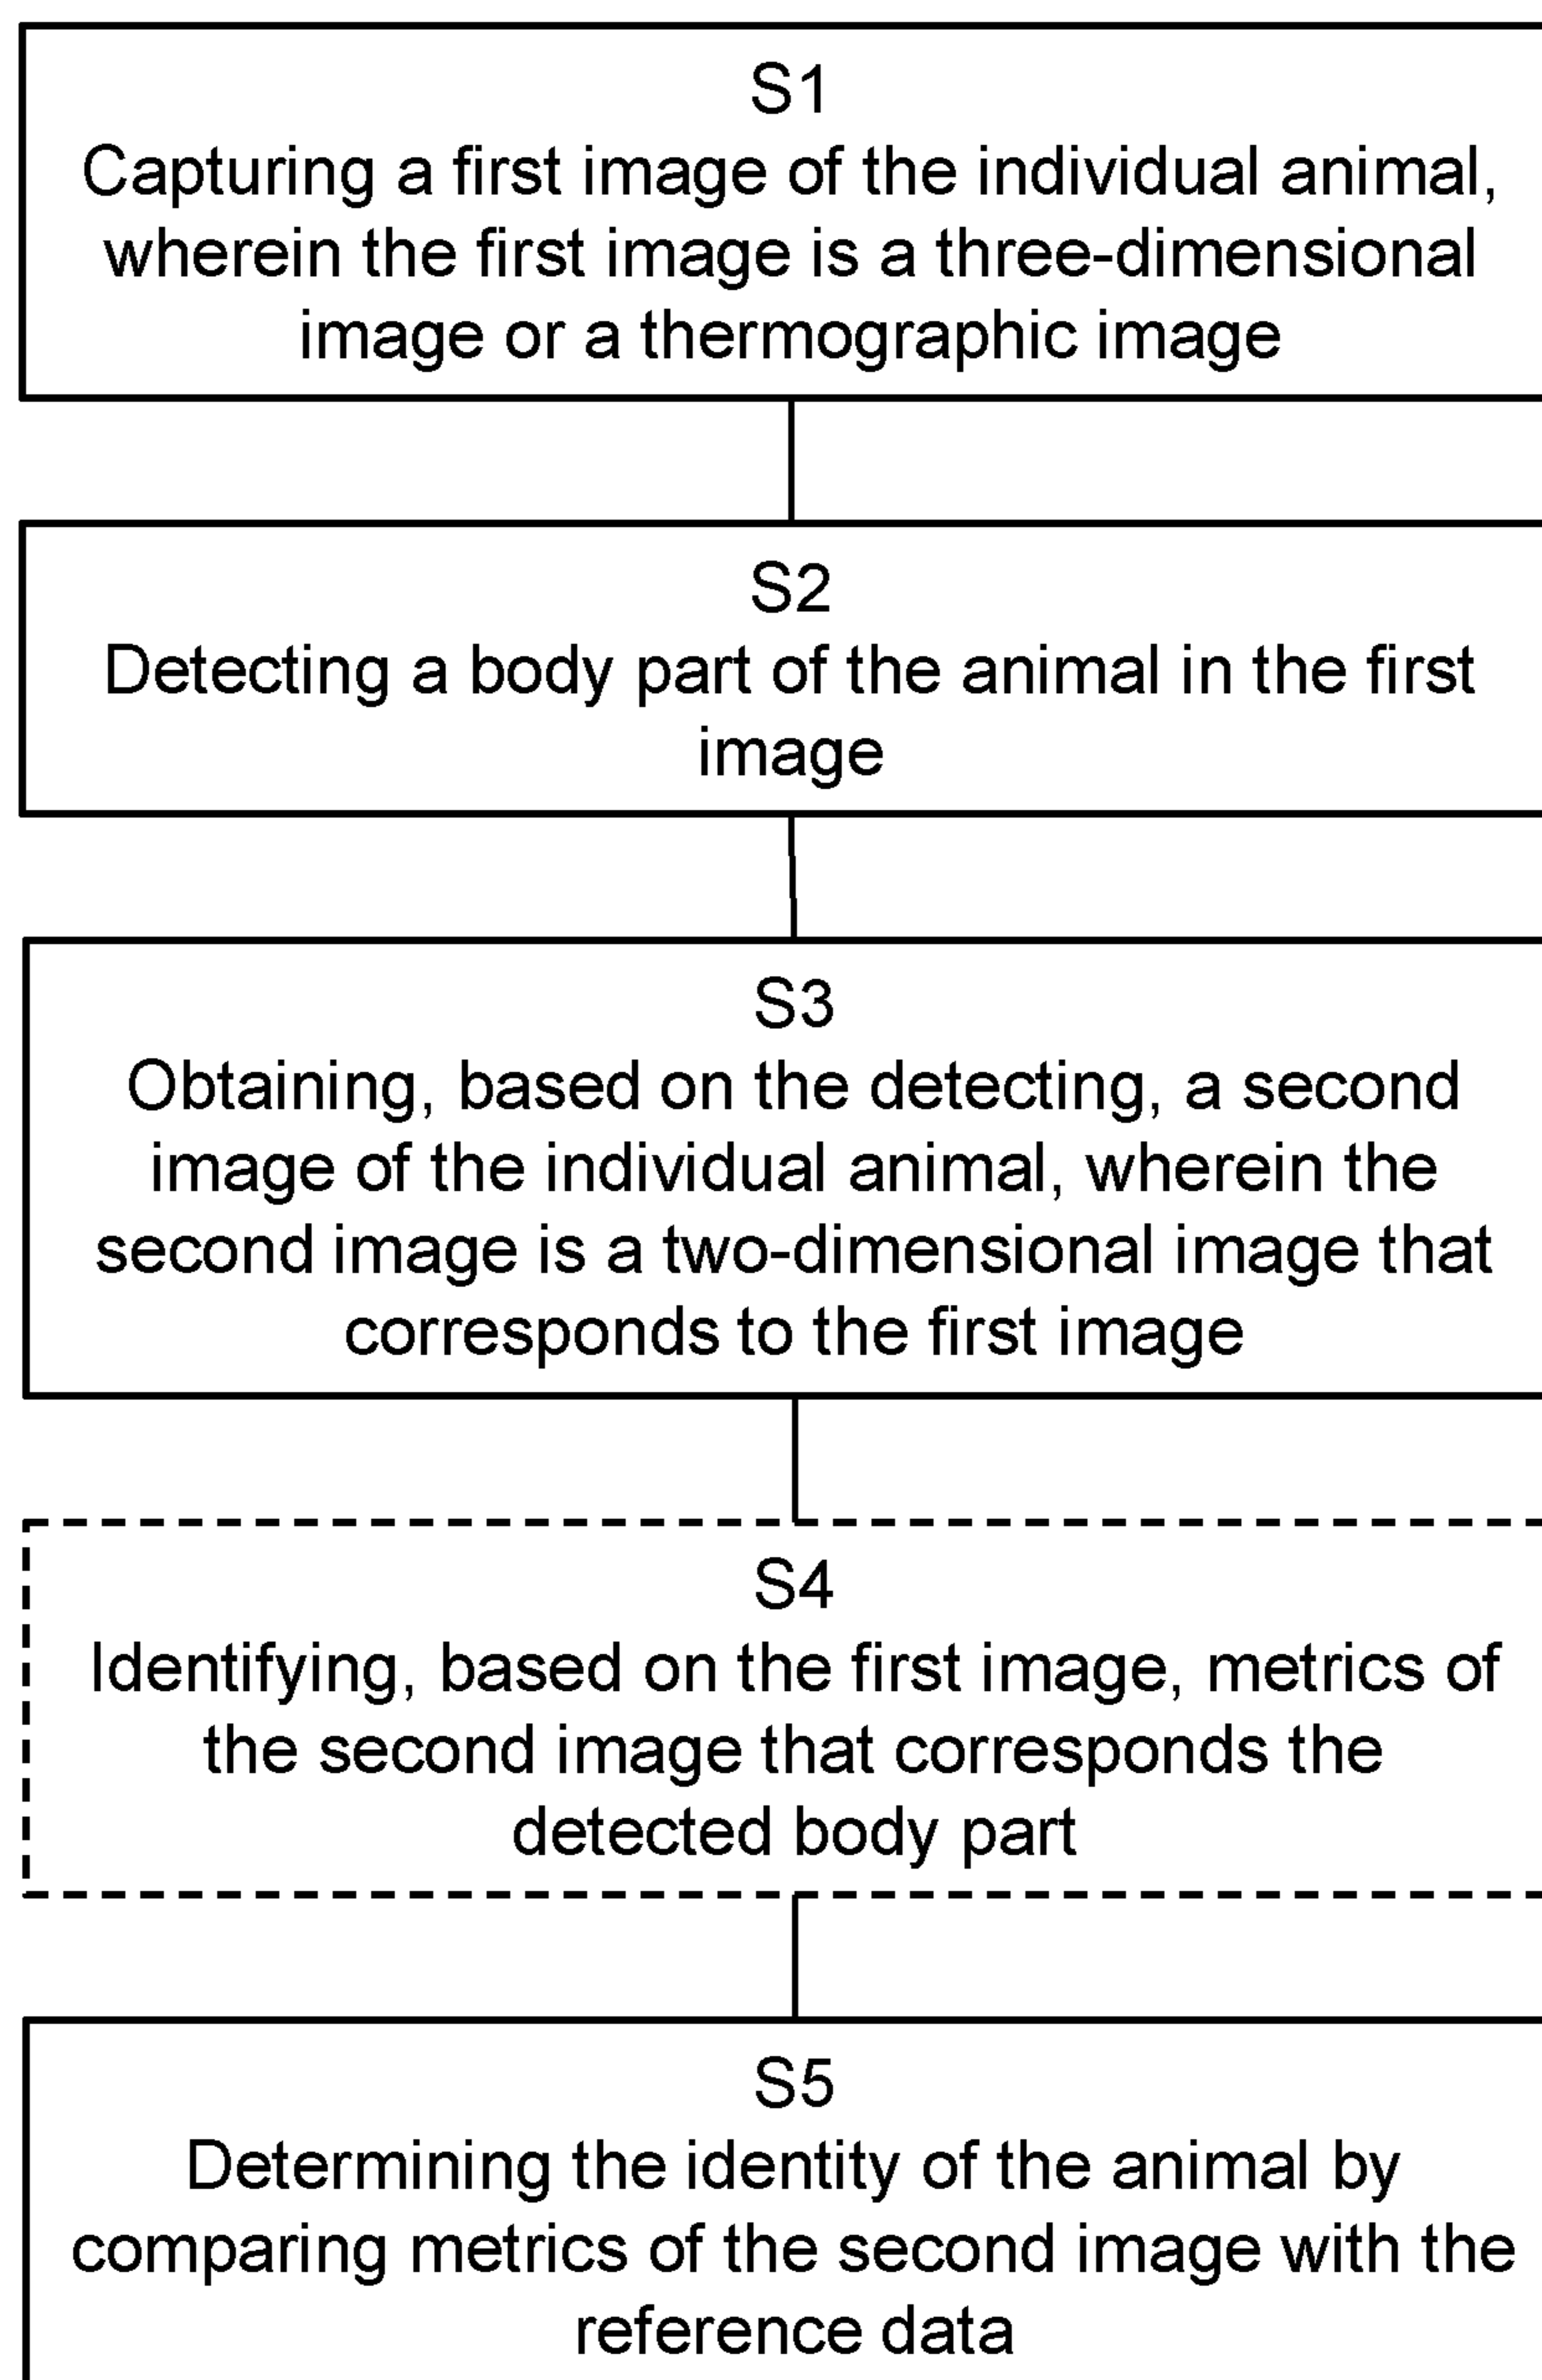 S1
Capturing a first image of the individual animal,
wherein the first image is a three-dimensional
image or a thermographic image
S2
Detecting a body part of the animal in the first
image
S3
Obtaining, based on the detecting, a second
image of the individual animal, wherein the
second image is a two-dimensional image that
corresponds to the first image
S4
Identifying, based on the first image, metrics of
the second image that corresponds the
detected body part
S5
Determining the identity of the animal by
comparing metrics of the second image with the
reference data